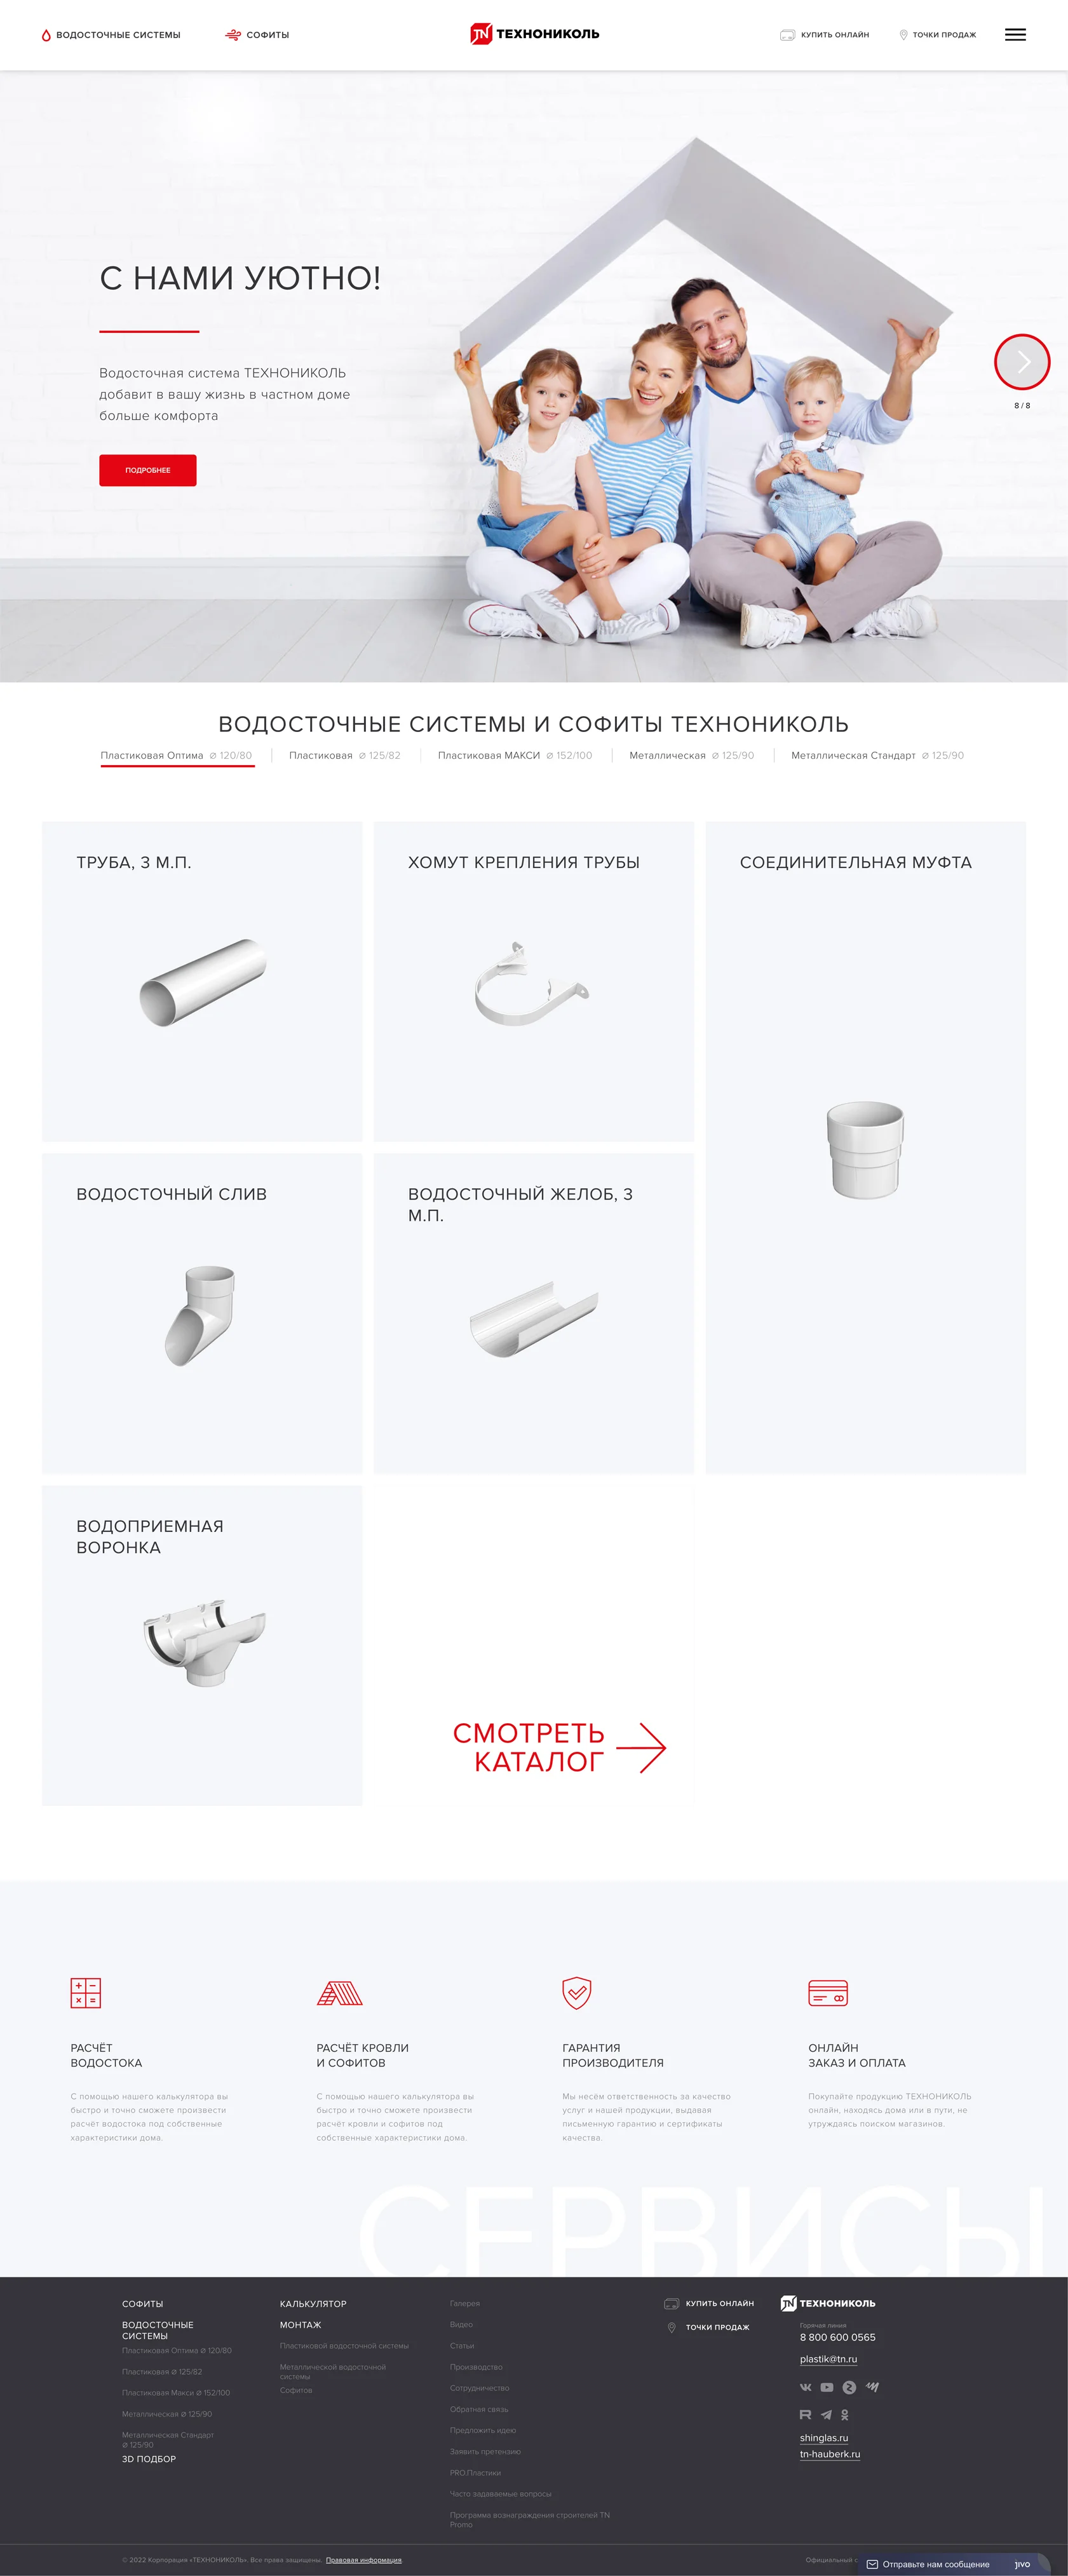 ВОДОСТОЧНЫЕ СИСТЕМЫ
СОФИТЫ
TN ТЕХНОНИКОЛЬ
КУПИТЬ ОНЛАЙН
ТОЧКИ ПРОДАЖ
С НАМИ УЮТНО!
Водосточная система ТЕХНОНИКОЛЬ
добавит в вашу жизнь в частном доме
больше комфорта
ПОДРОБНЕЕ
8 / 8
ВОДОСТОЧНЫЕ СИСТЕМЫ И СОФИТЫ ТЕХНОНИКОЛЬ
Пластиковая Оптима ⌀ 120/80
Пластиковая ⌀ 125/82
Пластиковая МАКСИ ⌀ 152/100
Металлическая ⌀ 125/90
Металлическая Стандарт ⌀ 125/90
ТРУБА, 3 М.П.
ХОМУТ КРЕПЛЕНИЯ ТРУБЫ
СОЕДИНИТЕЛЬНАЯ МУФТА
ВОДОСТОЧНЫЙ СЛИВ
ВОДОСТОЧНЫЙ ЖЕЛОБ, 3
М.П.
ВОДОПРИЕМНАЯ
ВОРОНКА
СМОТРЕТЬ
КАТАЛОГ
РАСЧЁТ
ВОДОСТОКА
С помощью нашего калькулятора вы
быстро и точно сможете произвести
расчёт водостока под собственные
характеристики дома.
РАСЧЁТ КРОВЛИ
И СОФИТОВ
С помощью нашего калькулятора вы
быстро и точно сможете произвести
расчёт кровли и софитов под
собственные характеристики дома.
ГАРАНТИЯ
ПРОИЗВОДИТЕЛЯ
Мы несём ответственность за качество
услуг и нашей продукции, выдавая
письменную гарантию и сертификаты
качества.
ОНЛАЙН
ЗАКАЗ И ОПЛАТА
Покупайте продукцию ТЕХНОНИКОЛЬ
онлайн, находясь дома или в пути, не
утруждаясь поиском магазинов.
СЕРВИСЫ
СОФИТЫ
ВОДОСТОЧНЫЕ
СИСТЕМЫ
Пластиковая Оптима ⌀ 120/80
Пластиковая ⌀ 125/82
Пластиковая Макси ⌀ 152/100
Металлическая ⌀ 125/90
Металлическая Стандарт
⌀ 125/90
3D ПОДБОР
КАЛЬКУЛЯТОР
МОНТАЖ
Пластиковой водосточной системы
Металлической водосточной
системы
Софитов
Галерея
Видео
Статьи
Производство
Сотрудничество
Обратная связь
Предложить идею
Заявить претензию
PRO.Пластики
Часто задаваемые вопросы
Программа вознаграждения строителей TN
Promo
КУПИТЬ ОНЛАЙН
ТОЧКИ ПРОДАЖ
TN ТЕХНОНИКОЛЬ
Горячая линия
8 800 600 0565
plastik@tn.ru
shinglas.ru
tn-hauberk.ru
© 2022 Корпорация «ТЕХНОНИКОЛЬ». Все права защищены. Правовая информация
Официальный с
Отправьте нам сообщение
jivo